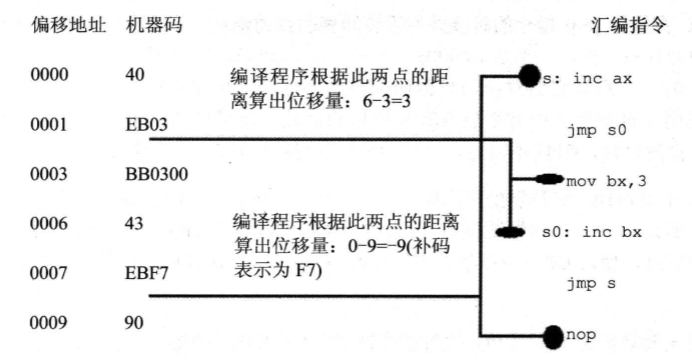 偏移地址 机器码 汇编指令
0000 40 s: inc ax
编译程序根据此两点的距
离算出位移量：6-3=3
0001 EB03 jmp s0
0003 BB0300 mov bx,3
0006 43 s0: inc bx
编译程序根据此两点的距离
算出位移量：0-9=-9(补码
表示为 F7)
0007 EBF7 jmp s
0009 90 nop